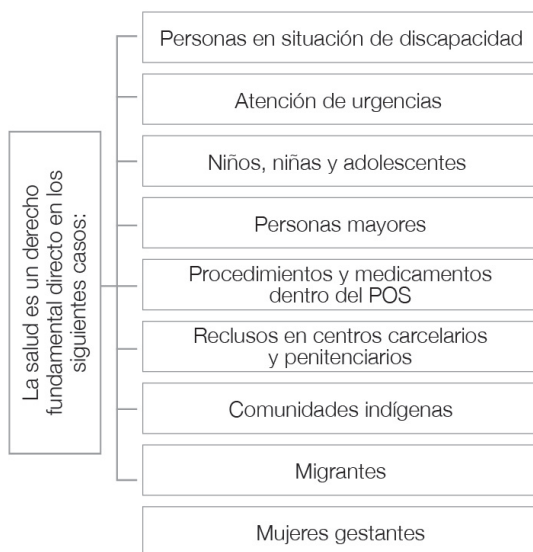 La salud es un derecho
fundamental directo en los
siguientes casos:
Personas en situación de discapacidad
Atención de urgencias
Niños, niñas y adolescentes
Personas mayores
Procedimientos y medicamentos
dentro del POS
Reclusos en centros carcelarios
y penitenciarios
Comunidades indígenas
Migrantes
Mujeres gestantes